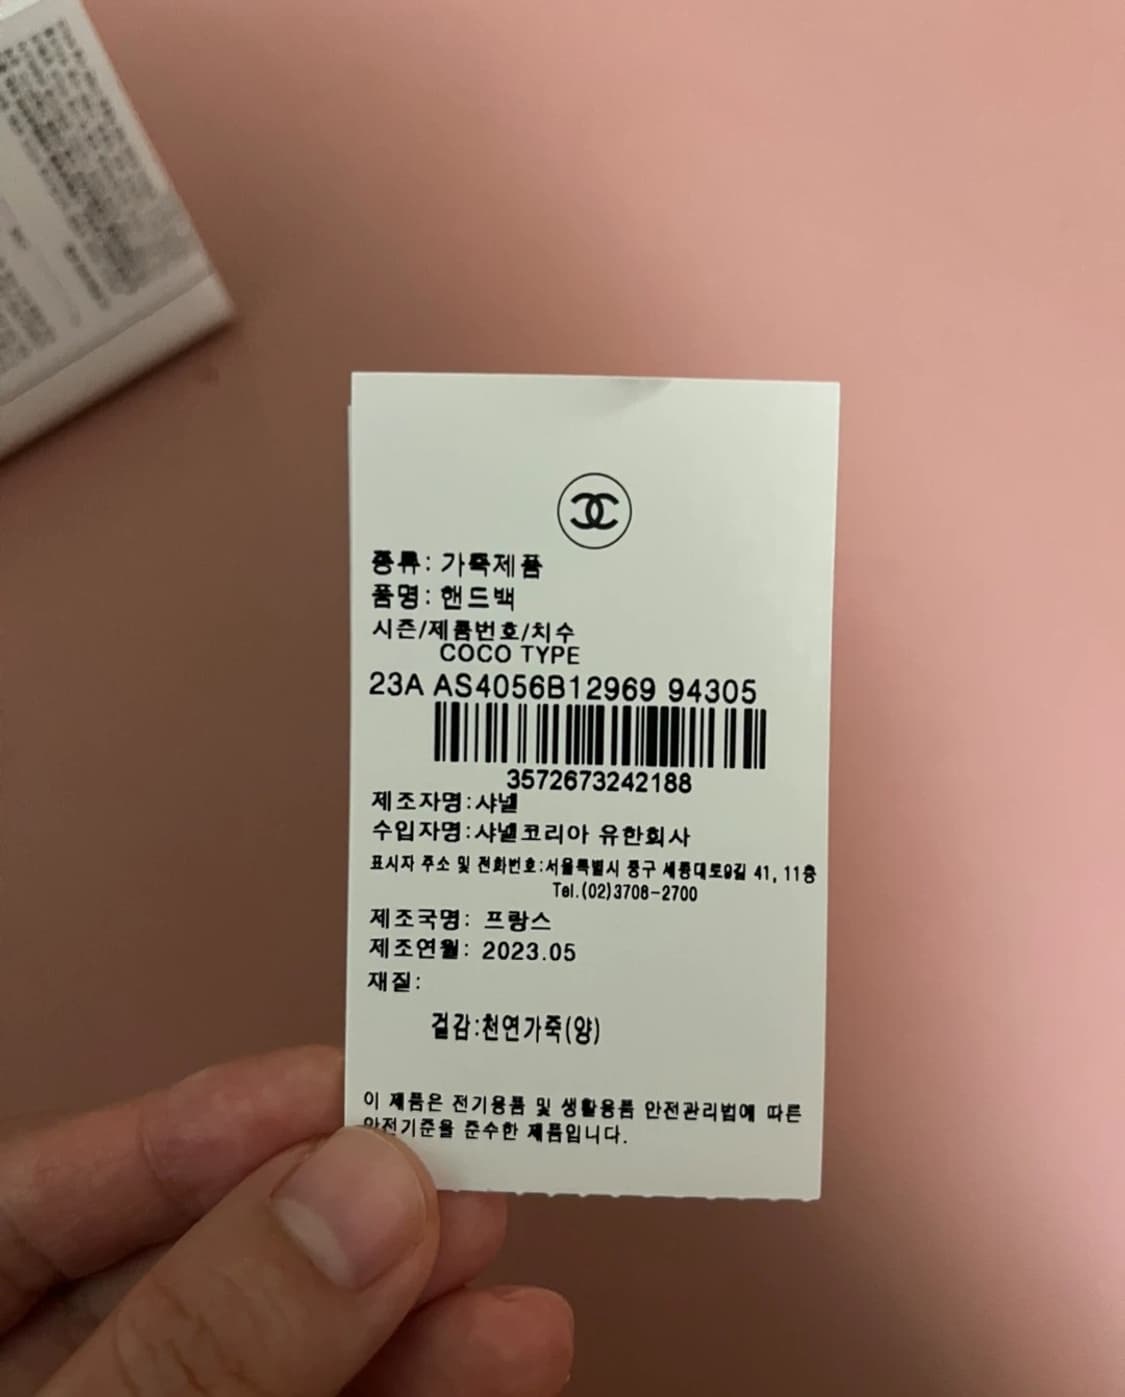 종류: 가죽제품
품명: 핸드백
시즌/제품번호/치수
COCO TYPE
23A AS4056B12969 94305
3572673242188
제조자명:샤넬
수입자명:샤넬코리아 유한회사
표시자 주소 및 전화번호:서울특별시 중구 세종대로9길 41, 11층
Tel.(02)3708-2700
제조국명: 프랑스
제조연월: 2023.05
재질:
겉감:천연가죽(양)
이 제품은 전기용품 및 생활용품 안전관리법에 따른
안전기준을 준수한 제품입니다.